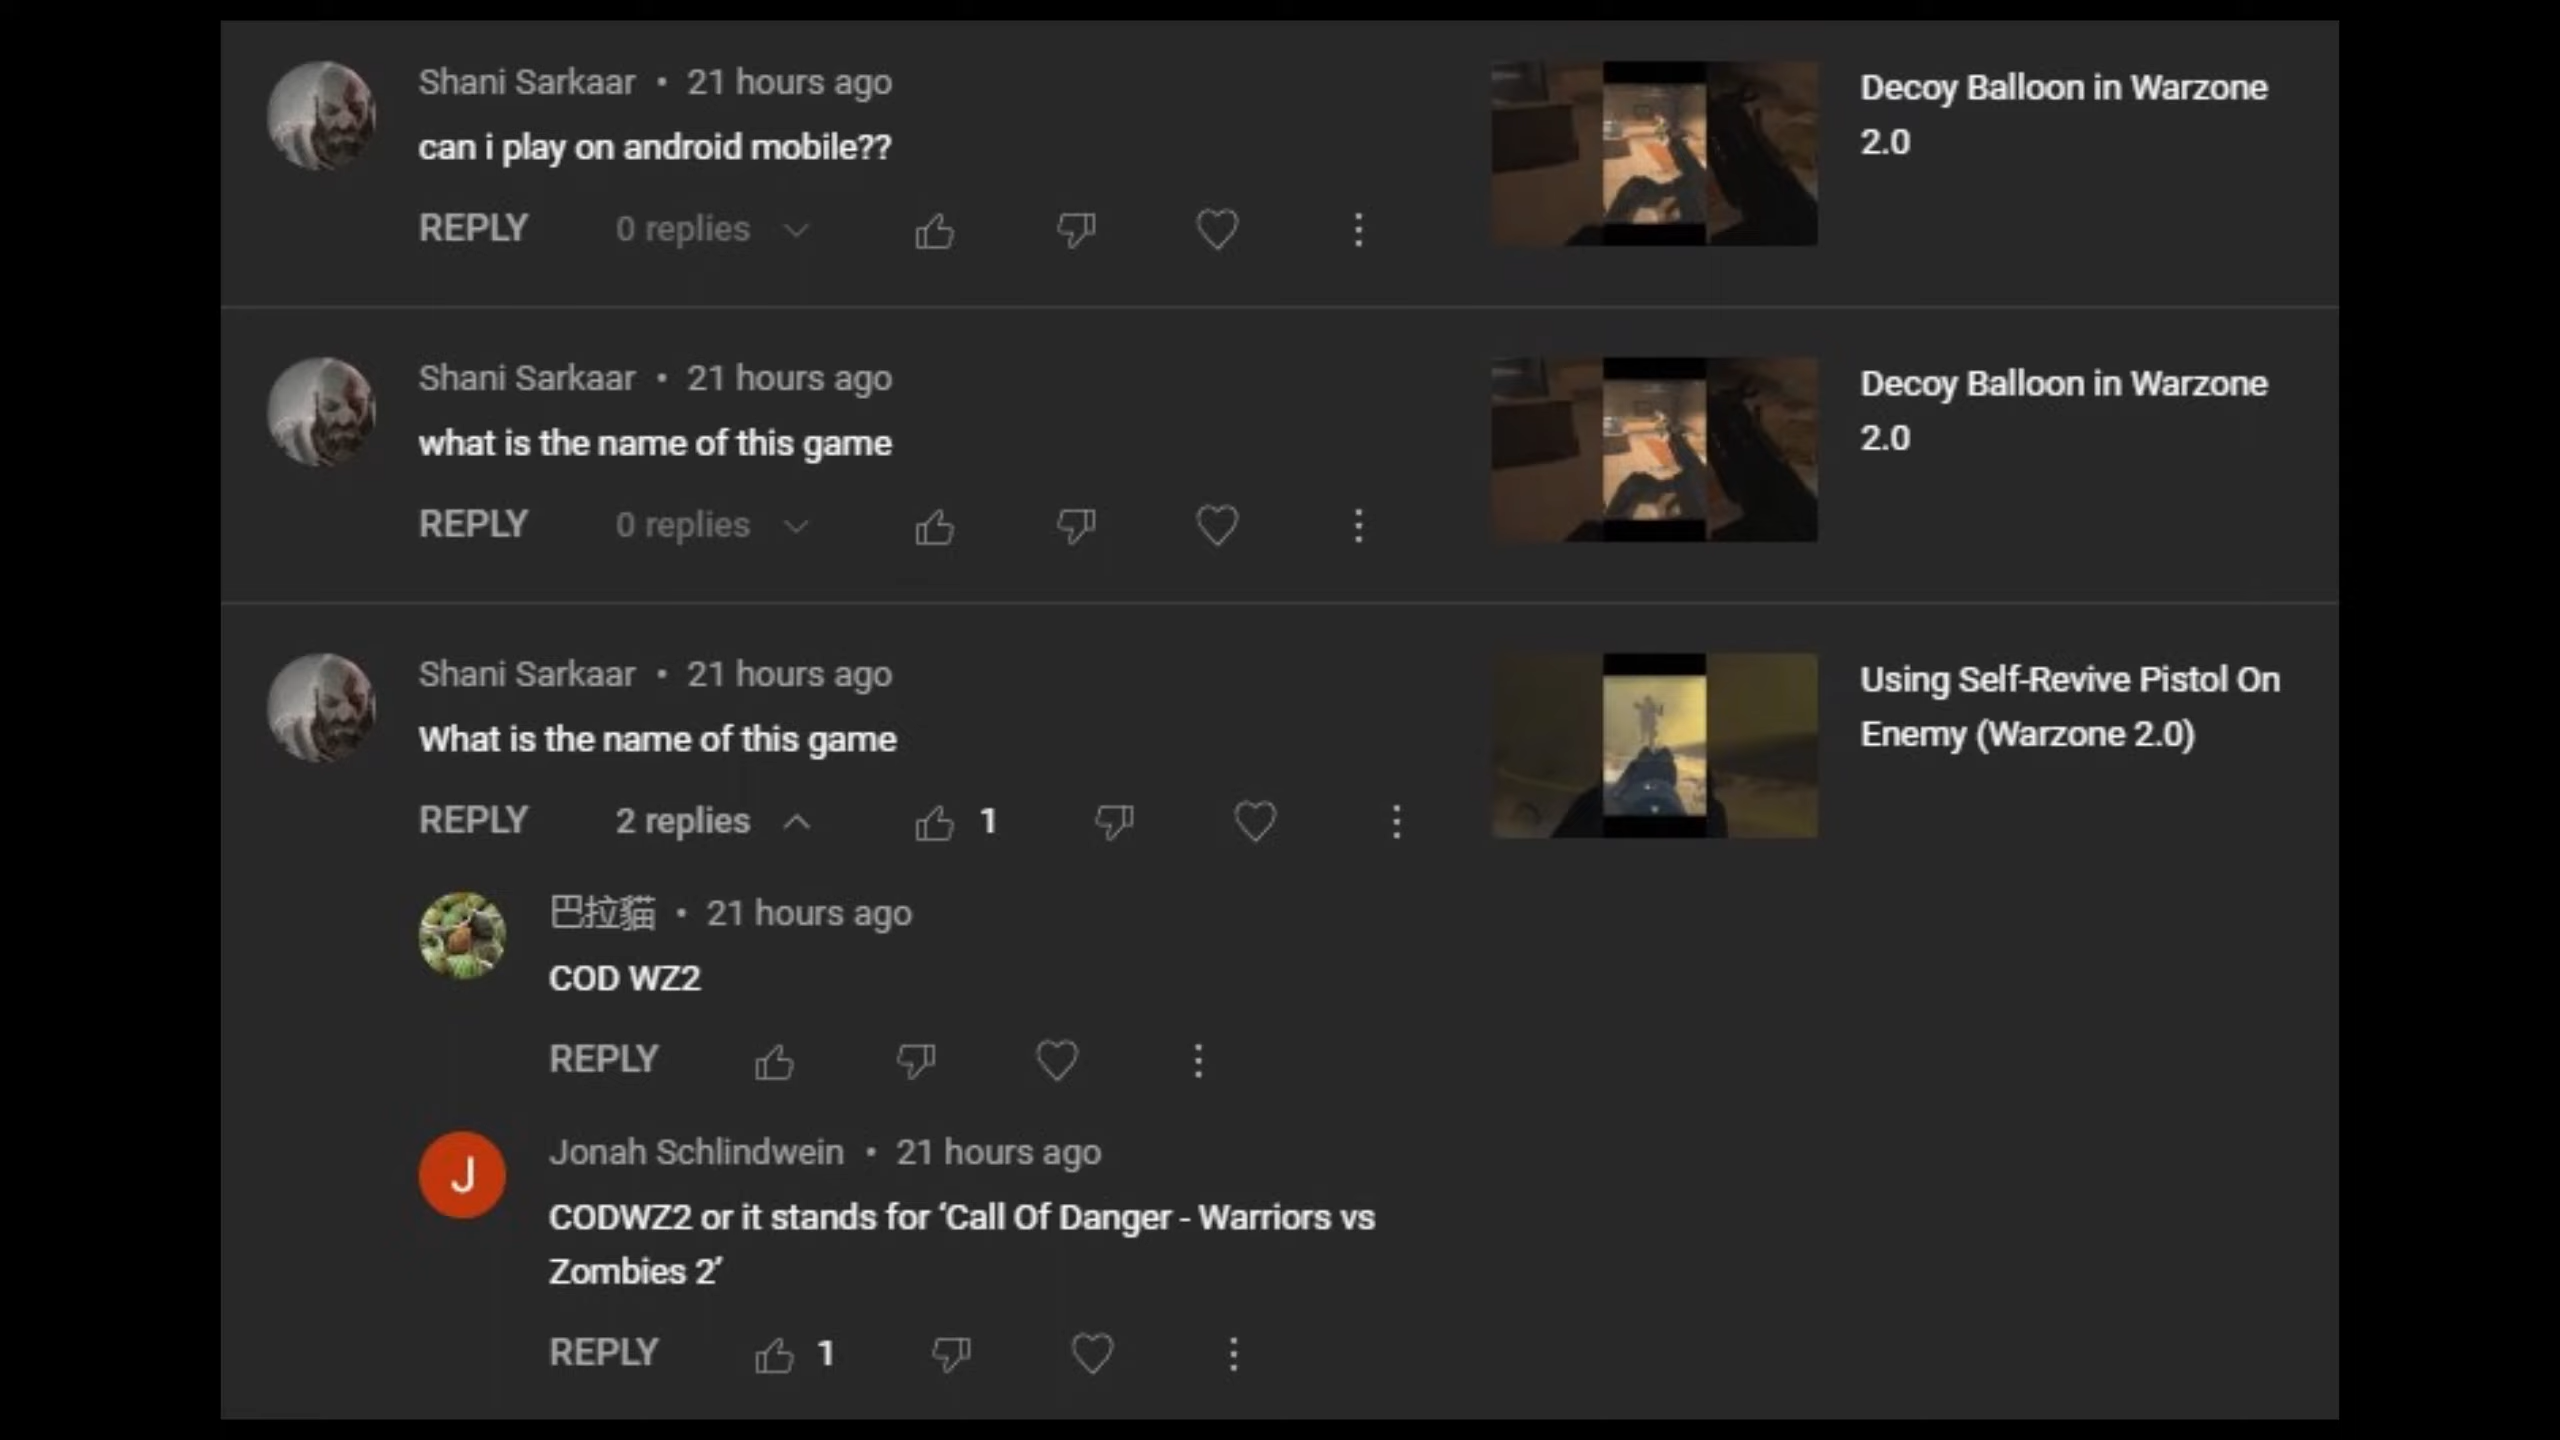 Shani Sarkaar • 21 hours ago
can i play on android mobile??
REPLY 0 replies
Decoy Balloon in Warzone
2.0
Shani Sarkaar • 21 hours ago
what is the name of this game
REPLY 0 replies
Decoy Balloon in Warzone
2.0
Shani Sarkaar • 21 hours ago
What is the name of this game
REPLY 2 replies 1
Using Self-Revive Pistol On
Enemy (Warzone 2.0)
巴拉貓 • 21 hours ago
COD WZ2
REPLY
J
Jonah Schlindwein • 21 hours ago
CODWZ2 or it stands for ‘Call Of Danger - Warriors vs
Zombies 2’
REPLY 1